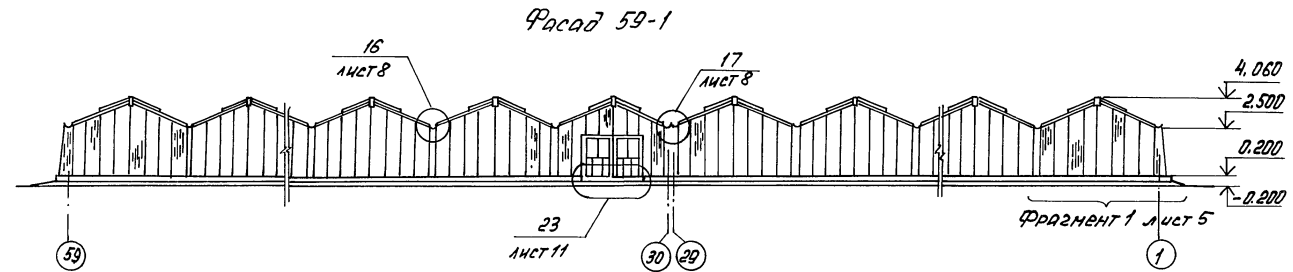 Фасад 59-1
16
лист 8
17
лист 8
4.060
2.500
0.200
-0.200
Фрагмент 1 лист 5
23
лист 11
59
30
29
1